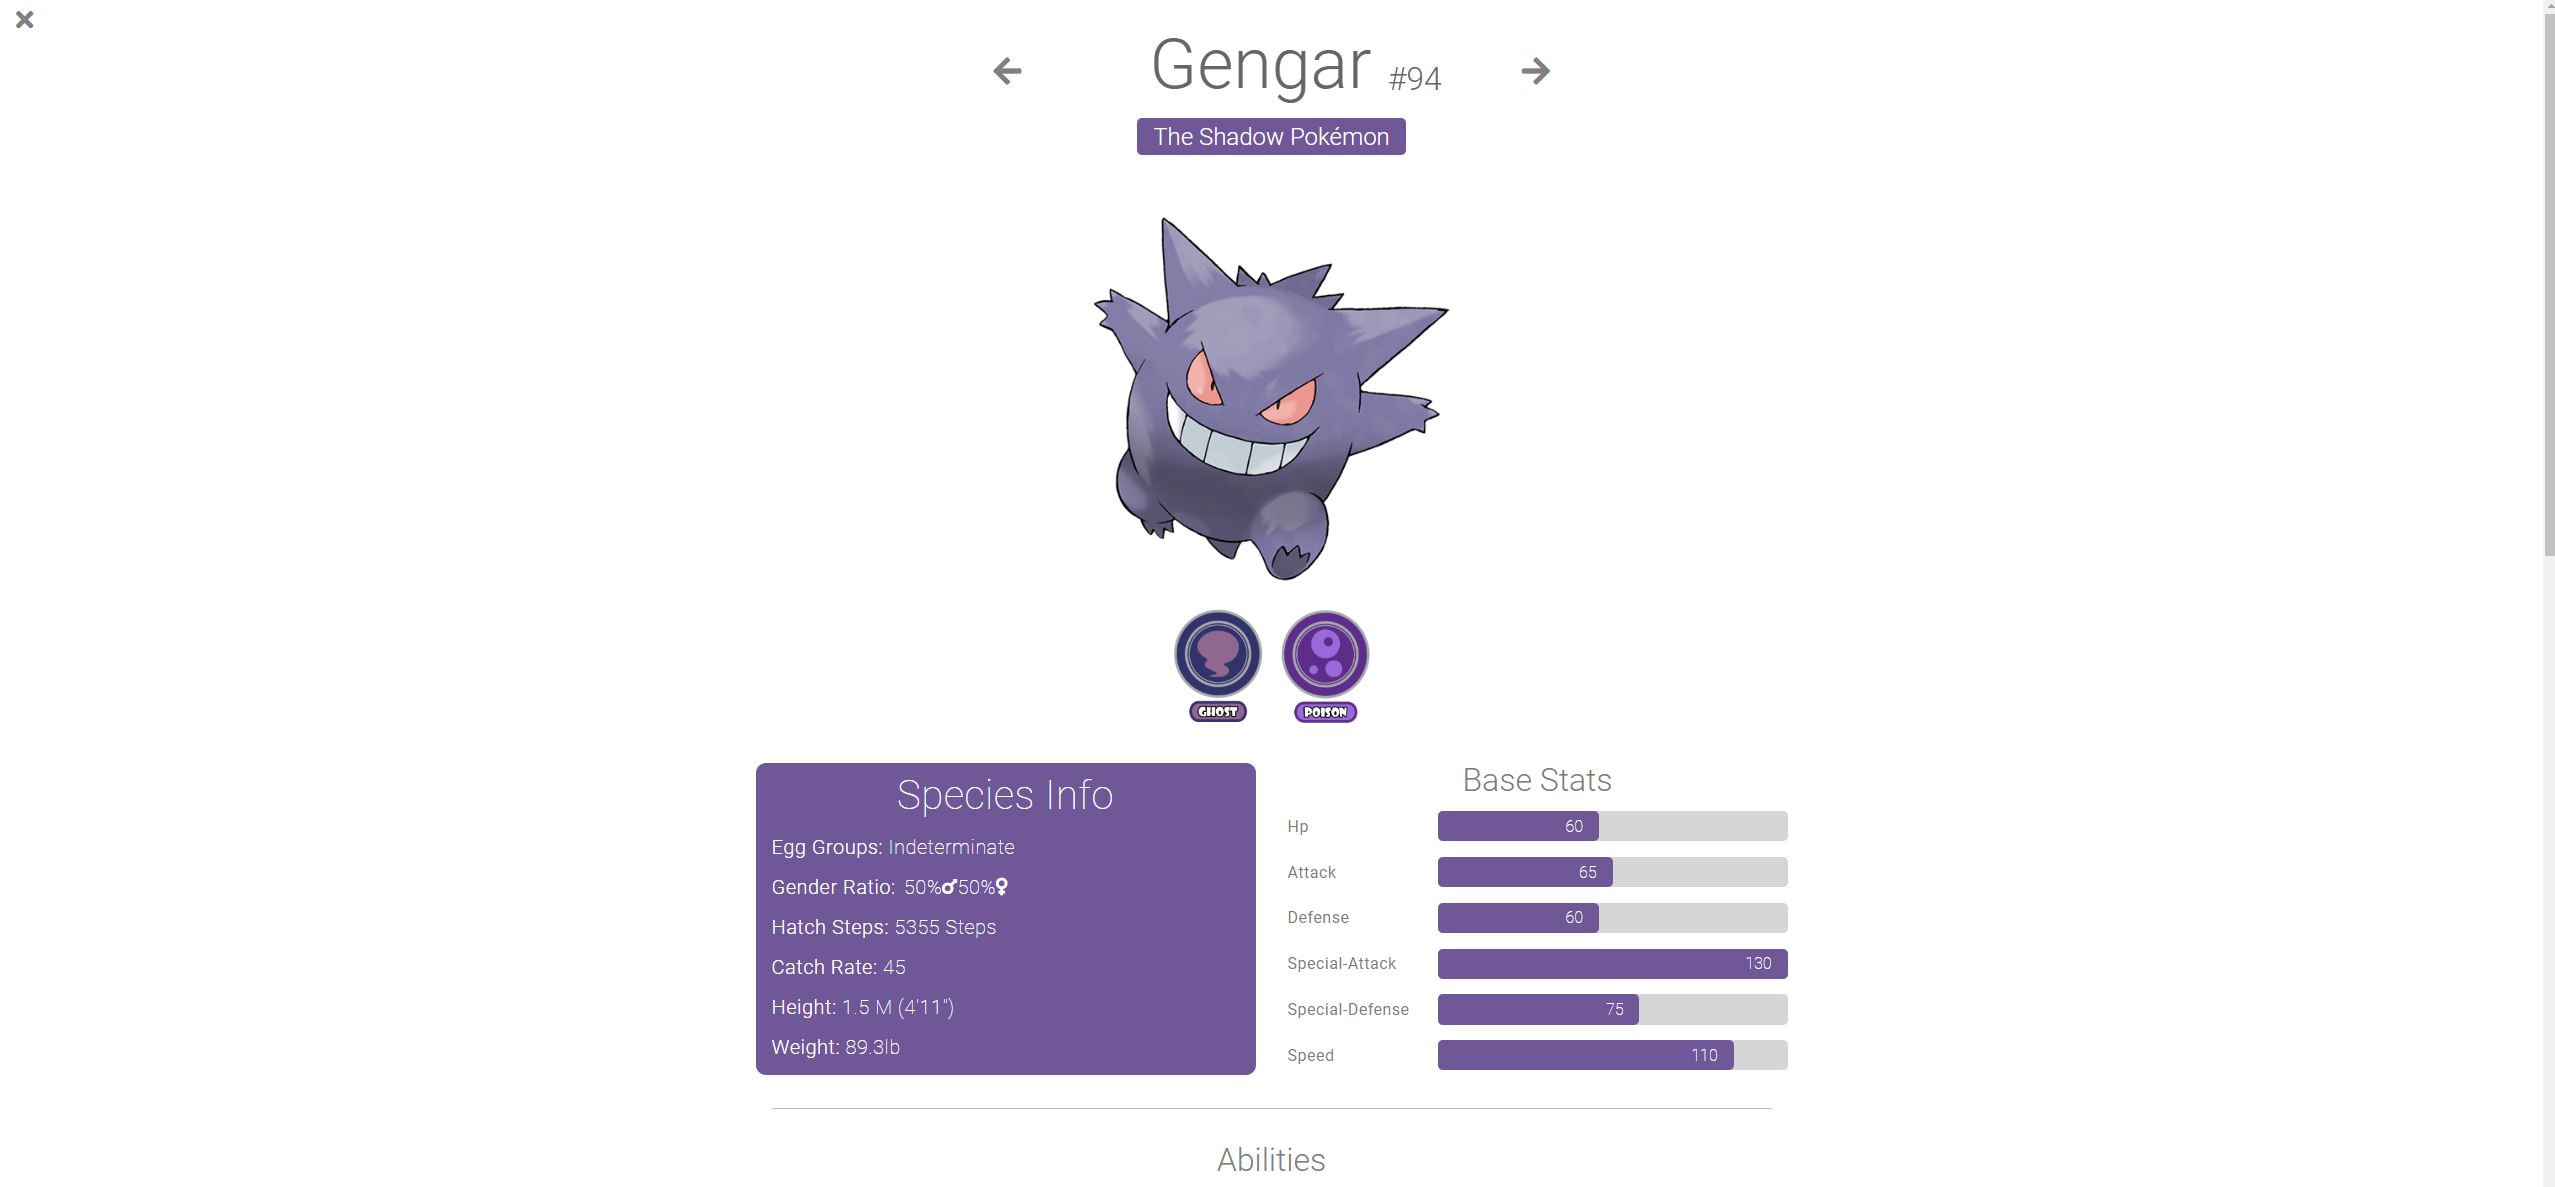 Gengar #94
The Shadow Pokémon
GHOST
POISON
Species Info
Egg Groups: Indeterminate
Gender Ratio: 50%♂50%♀
Hatch Steps: 5355 Steps
Catch Rate: 45
Height: 1.5 M (4'11")
Weight: 89.3lb
Base Stats
Hp 60
Attack 65
Defense 60
Special-Attack 130
Special-Defense 75
Speed 110
Abilities